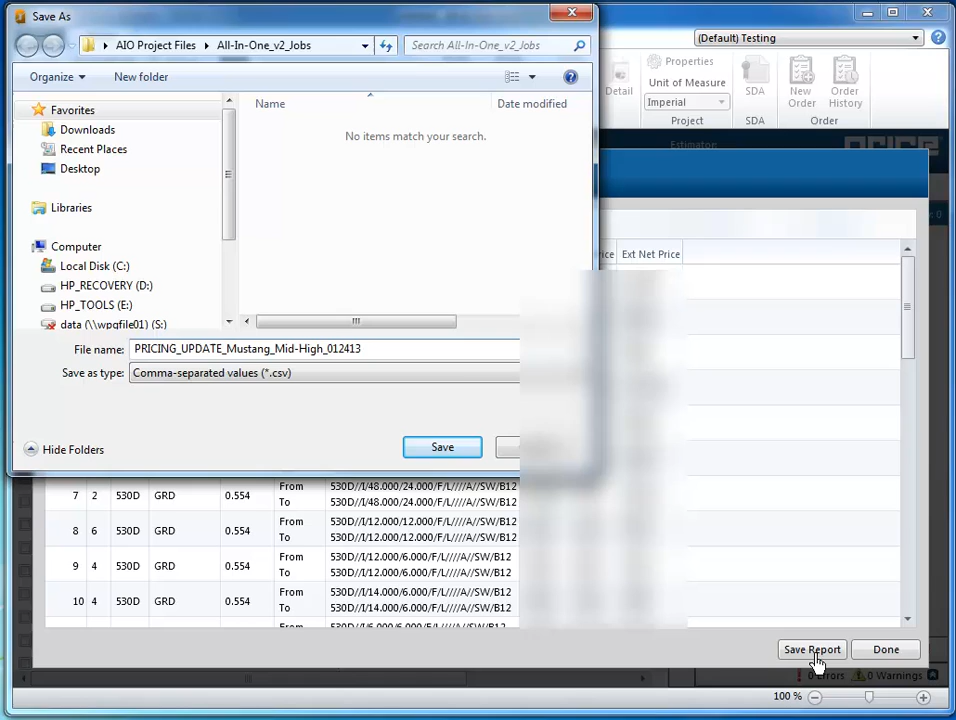 Save As
AIO Project Files
All-In-One_v2_Jobs
Search All-In-One_v2_Jobs
(Default) Testing
Organize
New folder
Properties
Unit of Measure
Imperial
Project
Detail
SDA
SDA
New Order
Order History
Order
Estimator:
Favorites
Downloads
Recent Places
Desktop
Libraries
Computer
Local Disk (C:)
HP_RECOVERY (D:)
HP_TOOLS (E:)
data (\\wpgfile01) (S:)
Name
Date modified
No items match your search.
Ext Net Price
File name:
PRICING_UPDATE_Mustang_Mid-High_012413
Save as type:
Comma-separated values (*.csv)
Hide Folders
Save
7 2 530D GRD 0.554 From 530D//I/48.000/24.000/F/L////A//SW/B12
To 530D//I/48.000/24.000/F/L////A//SW/B12
8 6 530D GRD 0.554 From 530D//I/12.000/12.000/F/L////A//SW/B12
To 530D//I/12.000/12.000/F/L////A//SW/B12
9 4 530D GRD 0.554 From 530D//I/12.000/6.000/F/L////A//SW/B12
To 530D//I/12.000/6.000/F/L////A//SW/B12
10 4 530D GRD 0.554 From 530D//I/14.000/6.000/F/L////A//SW/B12
To 530D//I/14.000/6.000/F/L////A//SW/B12
Save Report
Done
0 Errors
0 Warnings
100 %